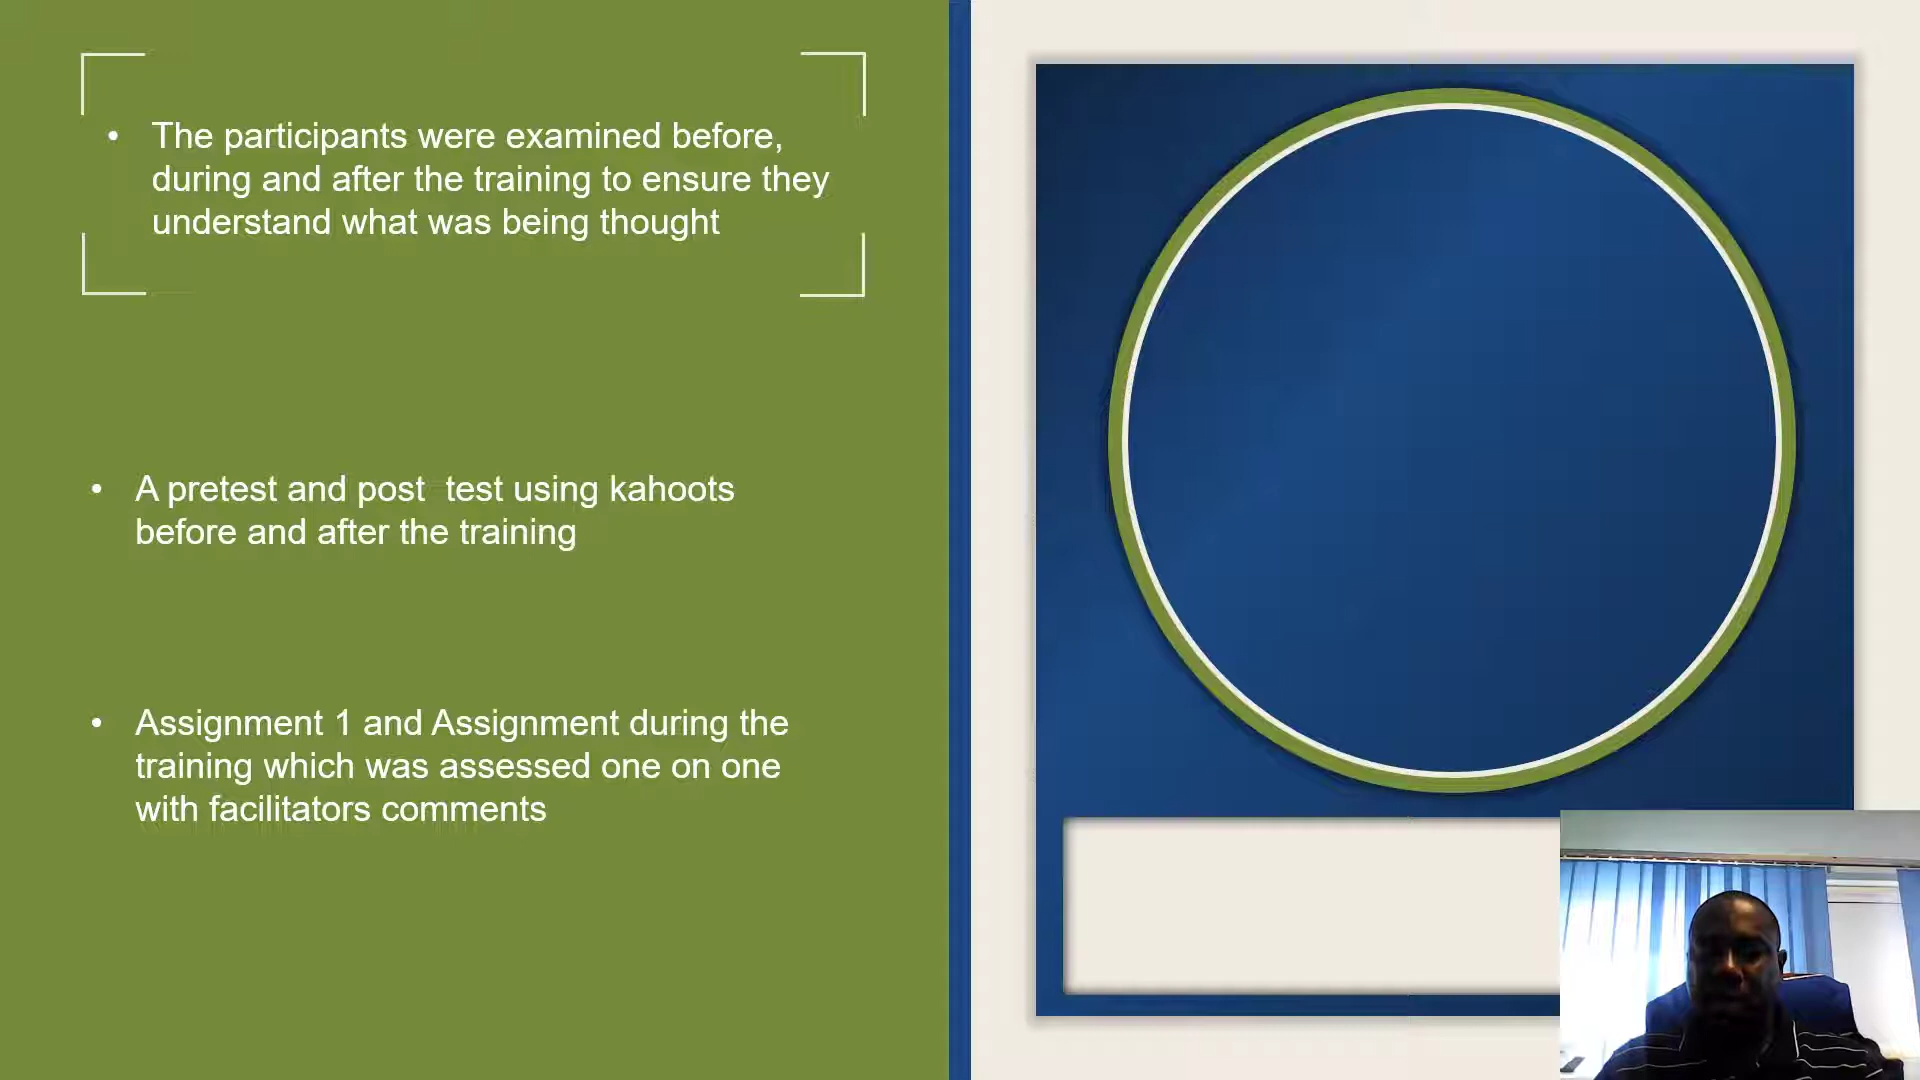 • The participants were examined before,
during and after the training to ensure they
understand what was being thought
• A pretest and post  test using kahoots
before and after the training
• Assignment 1 and Assignment during the
training which was assessed one on one
with facilitators comments